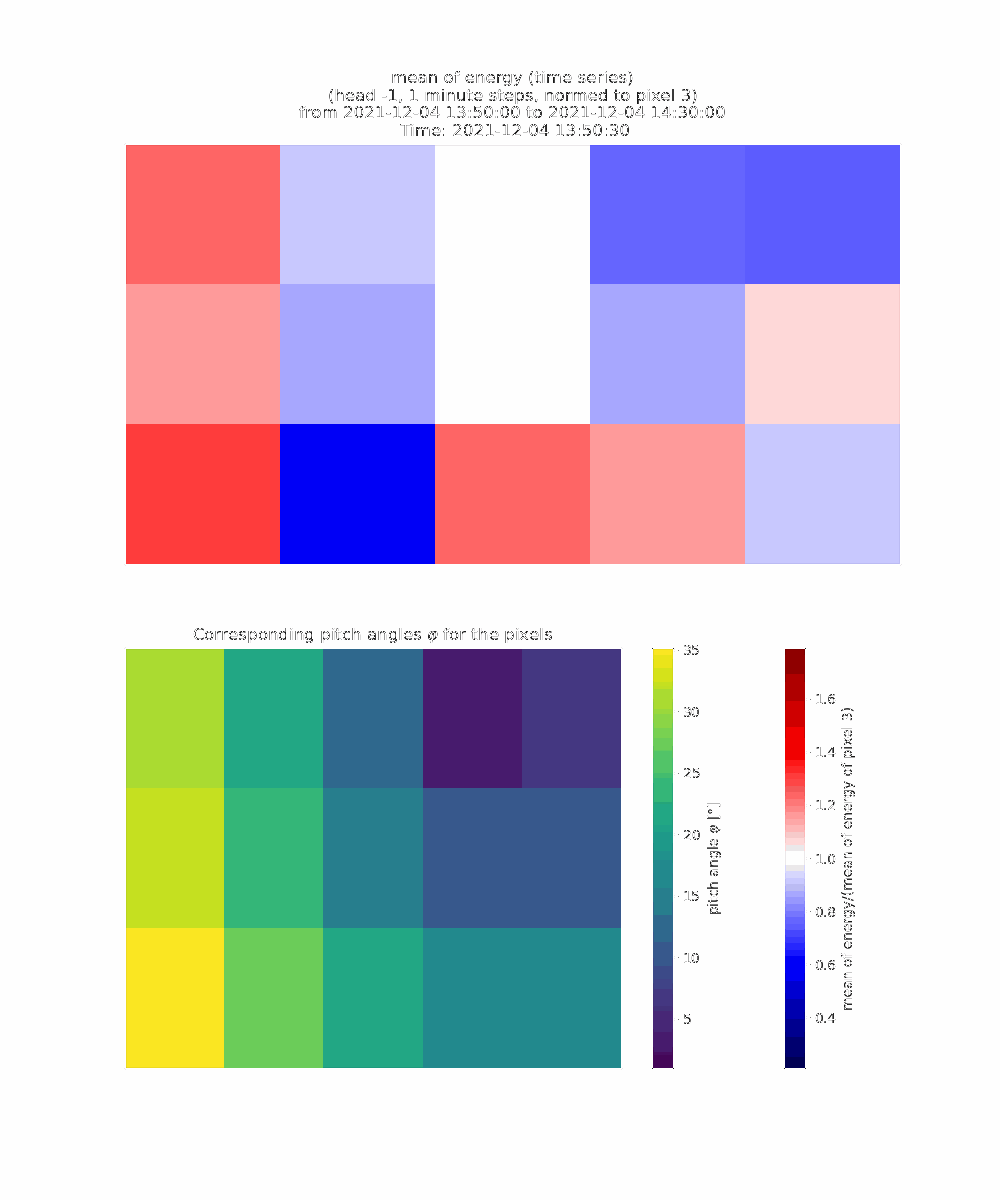 mean of energy (time series)
(head -1, 1 minute steps, normed to pixel 3)
from 2021-12-04 13:50:00 to 2021-12-04 14:30:00
Time: 2021-12-04 13:50:30
Corresponding pitch angles φ for the pixels
35
30
25
20
15
10
5
pitch angle φ [°]
1.6
1.4
1.2
1.0
0.8
0.6
0.4
mean of energy/(mean of energy of pixel 3)